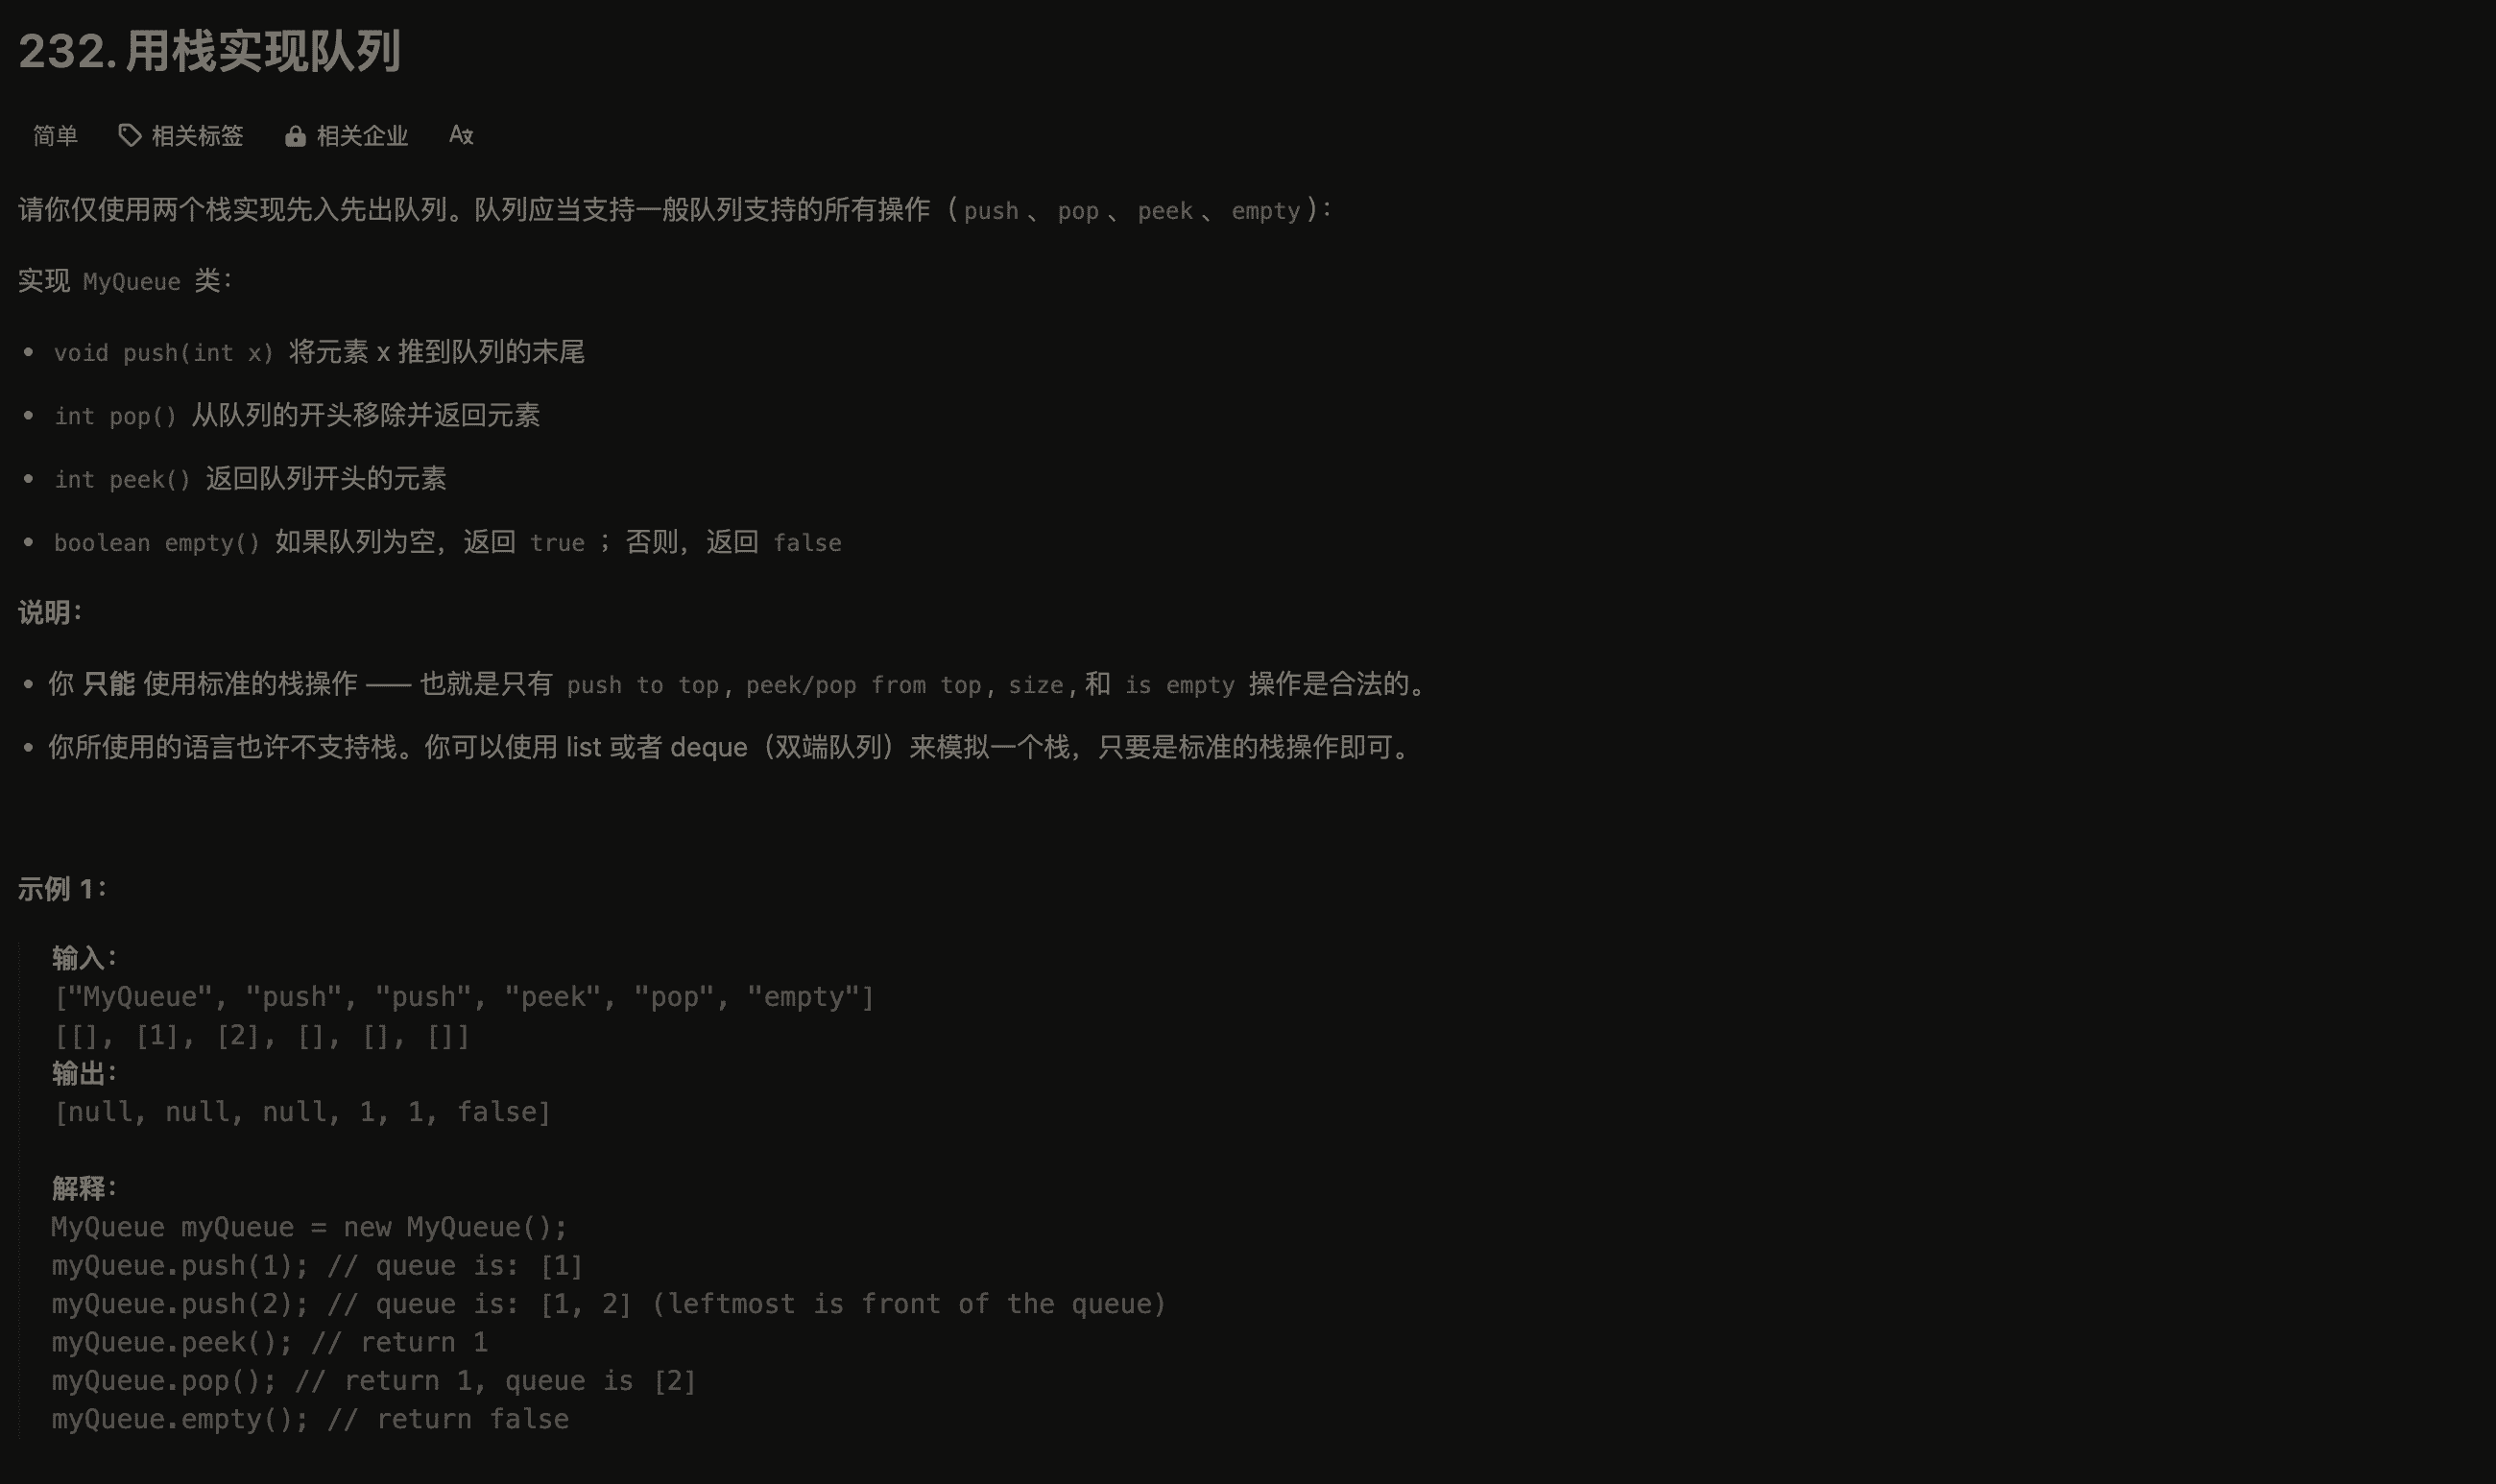 232. 用栈实现队列
简单 相关标签 相关企业 A文
请你仅使用两个栈实现先入先出队列。队列应当支持一般队列支持的所有操作（push、pop、peek、empty）：
实现 MyQueue 类：
• void push(int x) 将元素 x 推到队列的末尾
• int pop() 从队列的开头移除并返回元素
• int peek() 返回队列开头的元素
• boolean empty() 如果队列为空，返回 true ；否则，返回 false
说明：
• 你 只能 使用标准的栈操作 —— 也就是只有 push to top, peek/pop from top, size, 和 is empty 操作是合法的。
• 你所使用的语言也许不支持栈。你可以使用 list 或者 deque（双端队列）来模拟一个栈，只要是标准的栈操作即可。
示例 1：
输入：
["MyQueue", "push", "push", "peek", "pop", "empty"]
[[], [1], [2], [], [], []]
输出：
[null, null, null, 1, 1, false]
解释：
MyQueue myQueue = new MyQueue();
myQueue.push(1); // queue is: [1]
myQueue.push(2); // queue is: [1, 2] (leftmost is front of the queue)
myQueue.peek(); // return 1
myQueue.pop(); // return 1, queue is [2]
myQueue.empty(); // return false